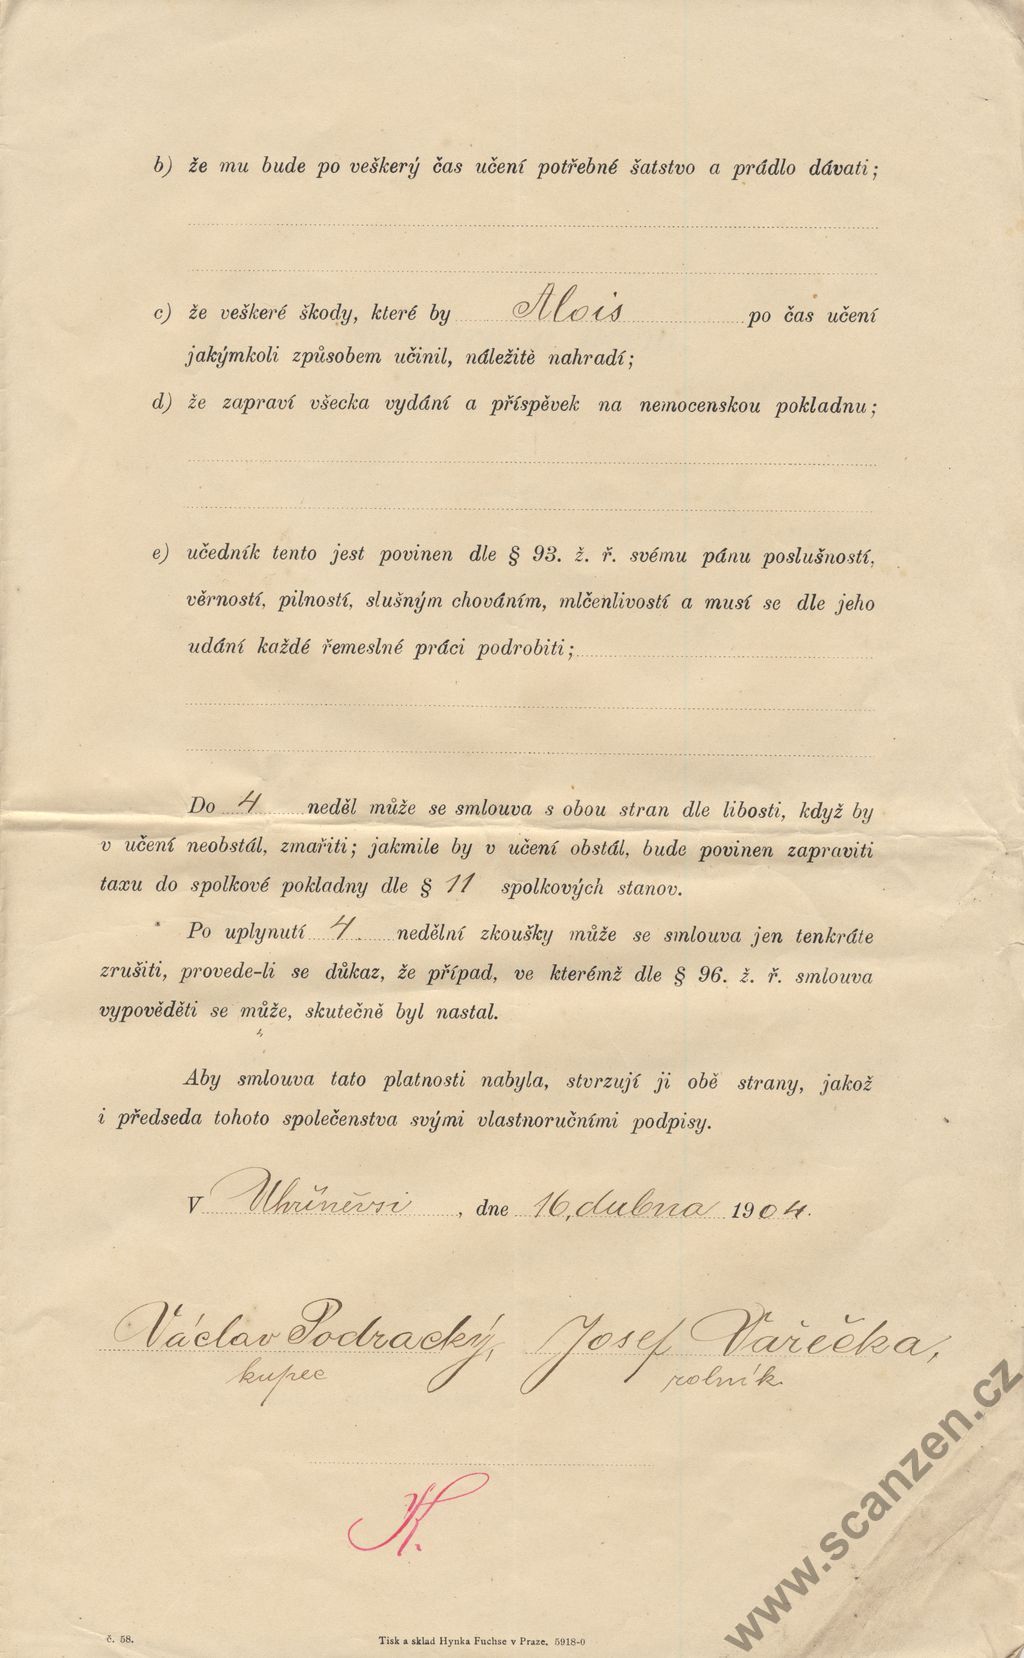 b) že mu bude po veškerý čas učení potřebné šatstvo a prádlo dávati;
c) že veškeré škody, které by Alois po čas učení
jakýmkoli způsobem učinil, náležitě nahradí;
d) že zapraví všecka vydání a příspěvek na nemocenskou pokladnu;
e) učedník tento jest povinen dle § 93. ž. ř. svému pánu poslušností,
věrností, pilností, slušným chováním, mlčenlivostí a musí se dle jeho
udání každé řemeslné práci podrobiti;
Do 4 neděl může se smlouva s obou stran dle libosti, když by
v učení neobstál, zmařiti; jakmile by v učení obstál, bude povinen zapraviti
taxu do spolkové pokladny dle § 11 spolkových stanov.
Po uplynutí 4. nedělní zkoušky může se smlouva jen tenkráte
zrušiti, provede-li se důkaz, že případ, ve kterémž dle § 96. ž. ř. smlouva
vypověděti se může, skutečně byl nastal.
Aby smlouva tato platnosti nabyla, stvrzují ji obě strany, jakož
i předseda tohoto společenstva svými vlastnoručními podpisy.
V Uhříněvsi, dne 16. dubna 1904.
Václav Podracký, Josef Vařéčka,
kupec rolník
K.
č. 58. Tisk a sklad Hynka Fuchse v Praze. 5918-0
www.scanzen.cz